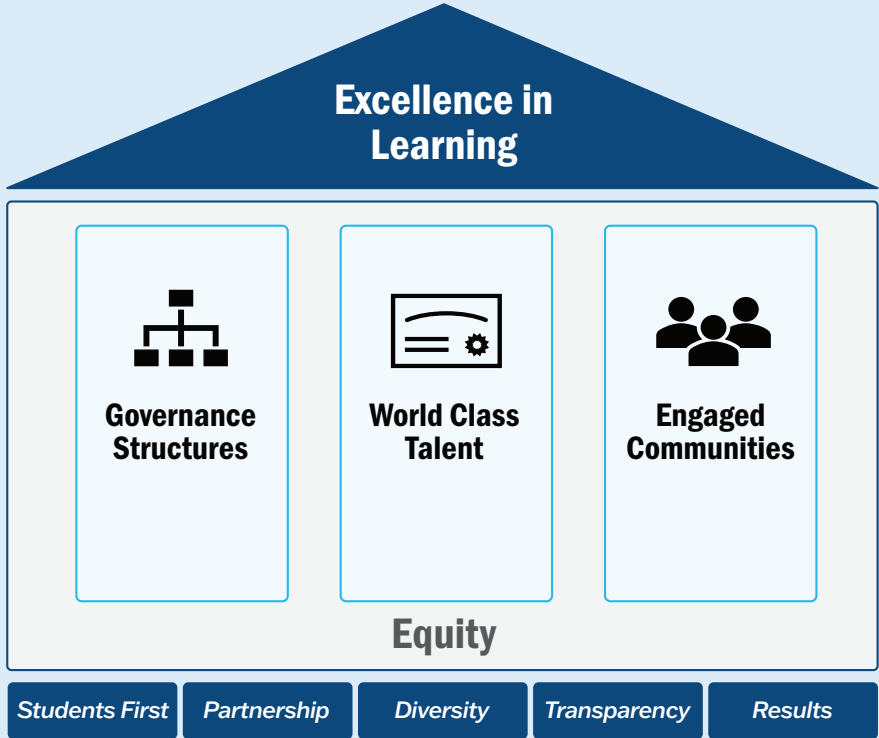 Excellence in
Learning
Governance
Structures
World Class
Talent
Engaged
Communities
Equity
Students First
Partnership
Diversity
Transparency
Results